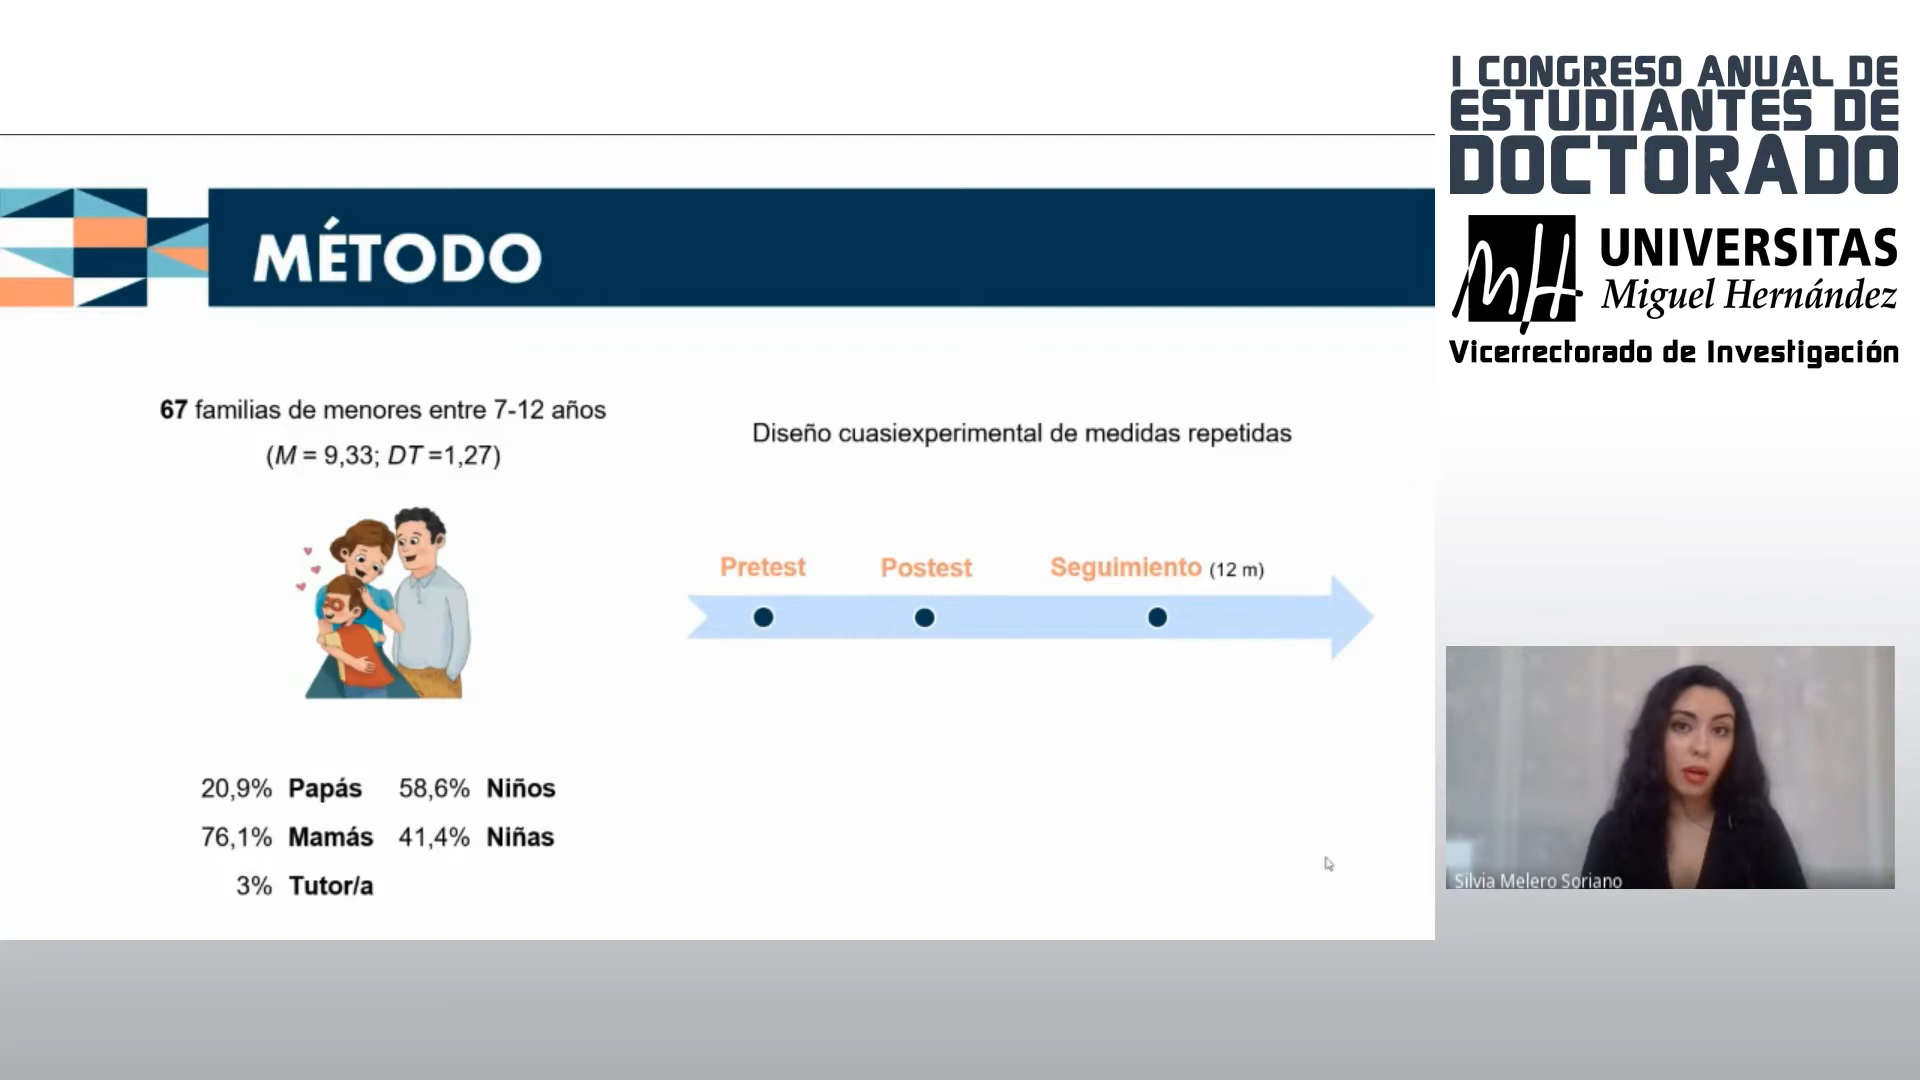 I CONGRESO ANUAL DE
ESTUDIANTES DE
DOCTORADO
UNIVERSITAS
Miguel Hernández
Vicerrectorado de Investigación
MÉTODO
67 familias de menores entre 7-12 años
(M = 9,33; DT =1,27)
Diseño cuasiexperimental de medidas repetidas
Pretest Postest Seguimiento (12 m)
20,9% Papás 58,6% Niños
76,1% Mamás 41,4% Niñas
3% Tutor/a
Silvia Melero Soriano